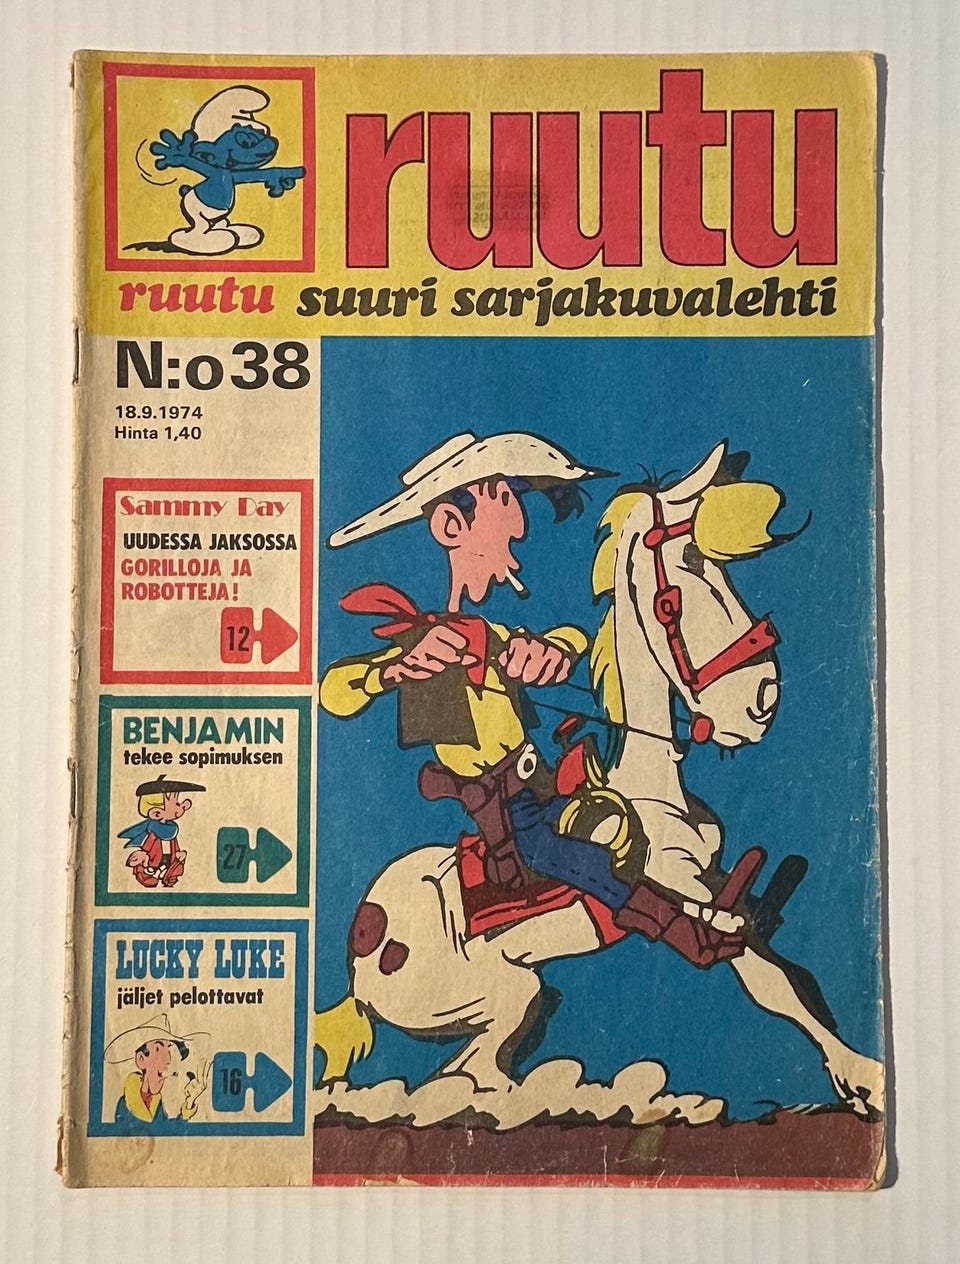 ruutu
ruutu suuri sarjakuvalehti
N:o 38
18.9.1974
Hinta 1,40
Sammy Day
UUDESSA JAKSOSSA
GORILLOJA JA
ROBOTTEJA!
12
BENJAMIN
tekee sopimuksen
27
LUCKY LUKE
jäljet pelottavat
16